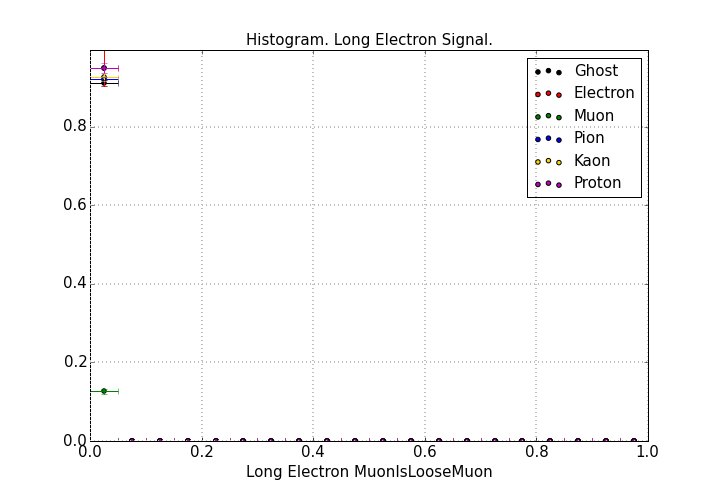 Histogram. Long Electron Signal.
Ghost
Electron
Muon
Pion
Kaon
Proton
0.8
0.6
0.4
0.2
0.0
0.0 0.2 0.4 0.6 0.8 1.0
Long Electron MuonIsLooseMuon